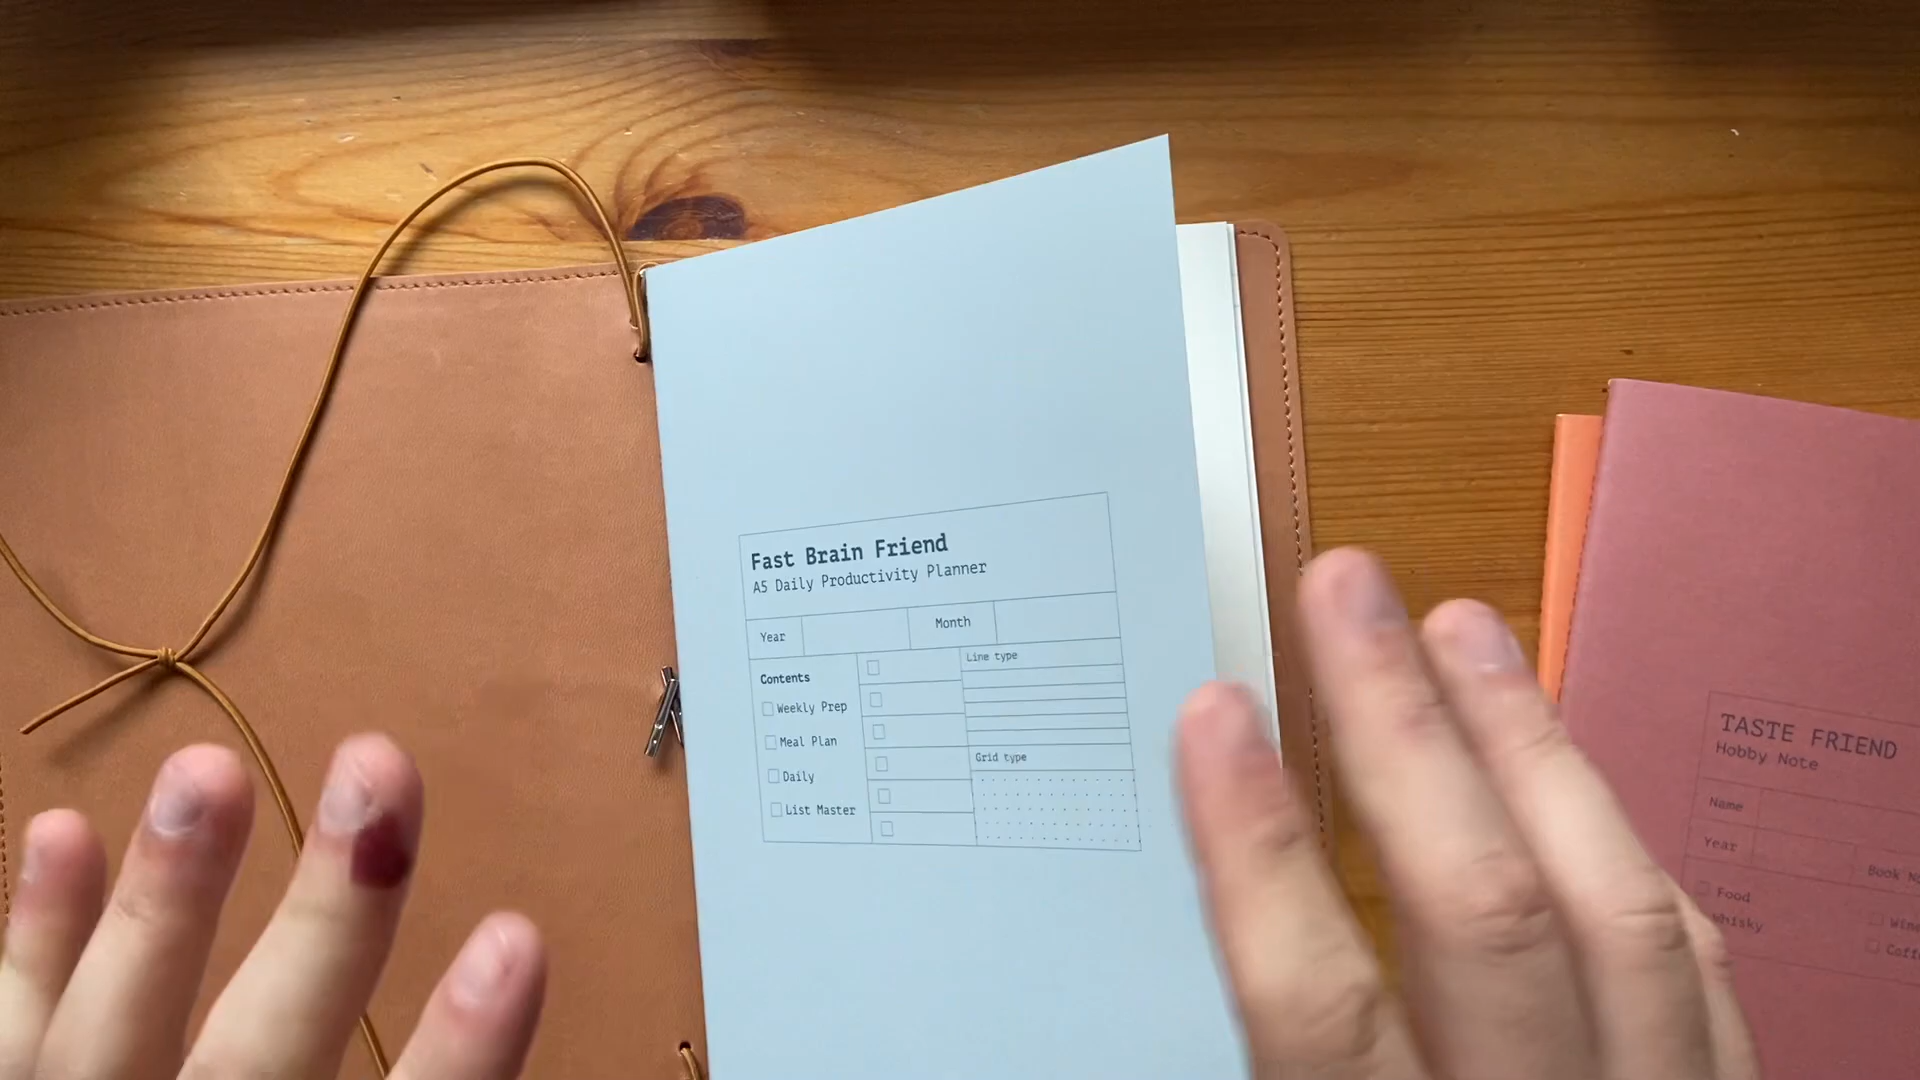 Fast Brain Friend
A5 Daily Productivity Planner
Year
Month
Contents
Weekly Prep
Meal Plan
Daily
List Master
Line type
Grid type
TASTE FRIEND
Hobby Note
Name
Year
Book
Food
Whisky